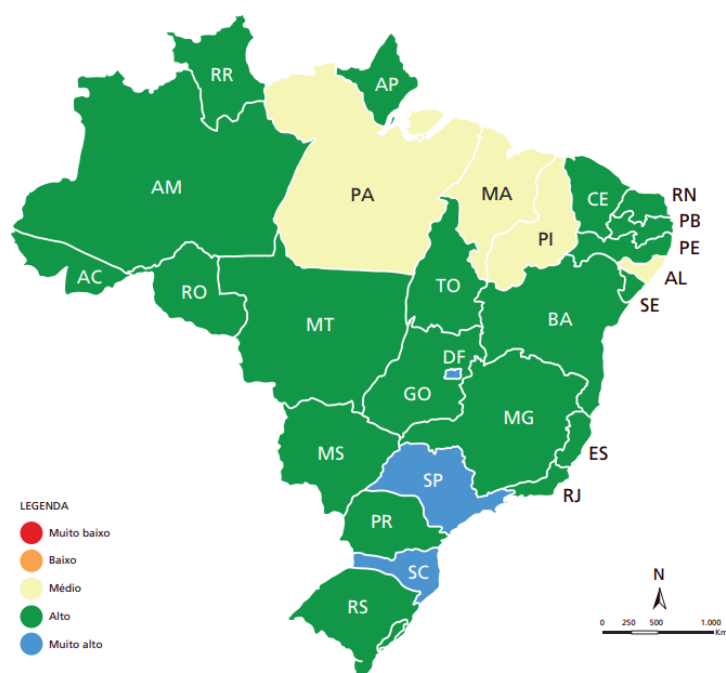 RR
AP
AM
PA
MA
CE
RN
PB
PI
PE
AL
AC
RO
TO
SE
MT
BA
DF
GO
MG
MS
ES
SP
RJ
PR
SC
RS
LEGENDA
Muito baixo
Baixo
Médio
Alto
Muito alto
N
0 250 500 1.000
Km